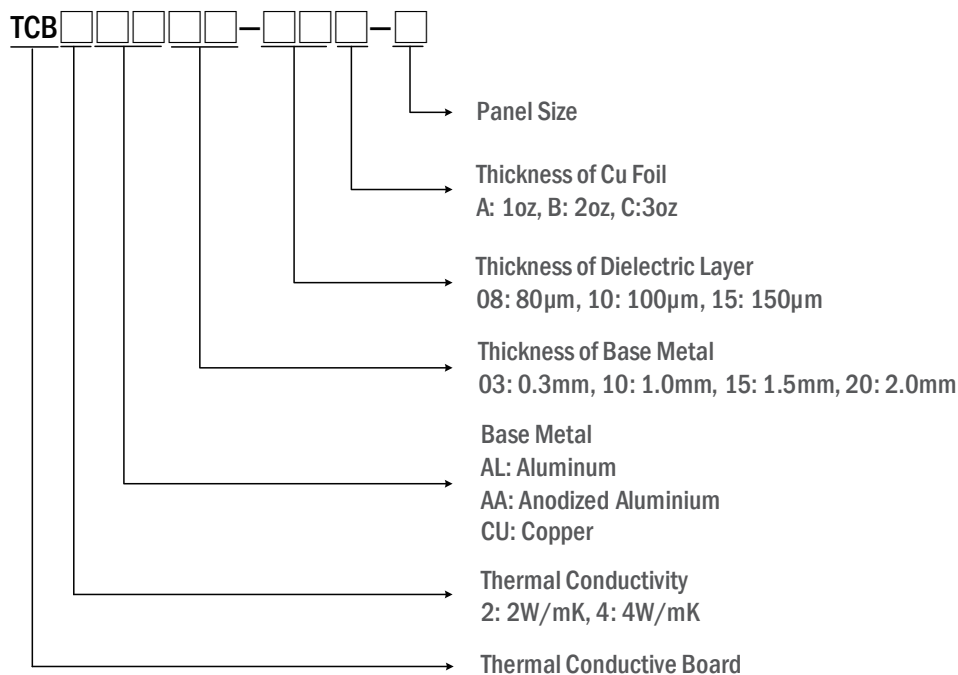 TCB□□□□□-□□□-□
Panel Size
Thickness of Cu Foil
A: 1oz, B: 2oz, C:3oz
Thickness of Dielectric Layer
08: 80µm, 10: 100µm, 15: 150µm
Thickness of Base Metal
03: 0.3mm, 10: 1.0mm, 15: 1.5mm, 20: 2.0mm
Base Metal
AL: Aluminum
AA: Anodized Aluminium
CU: Copper
Thermal Conductivity
2: 2W/mK, 4: 4W/mK
Thermal Conductive Board